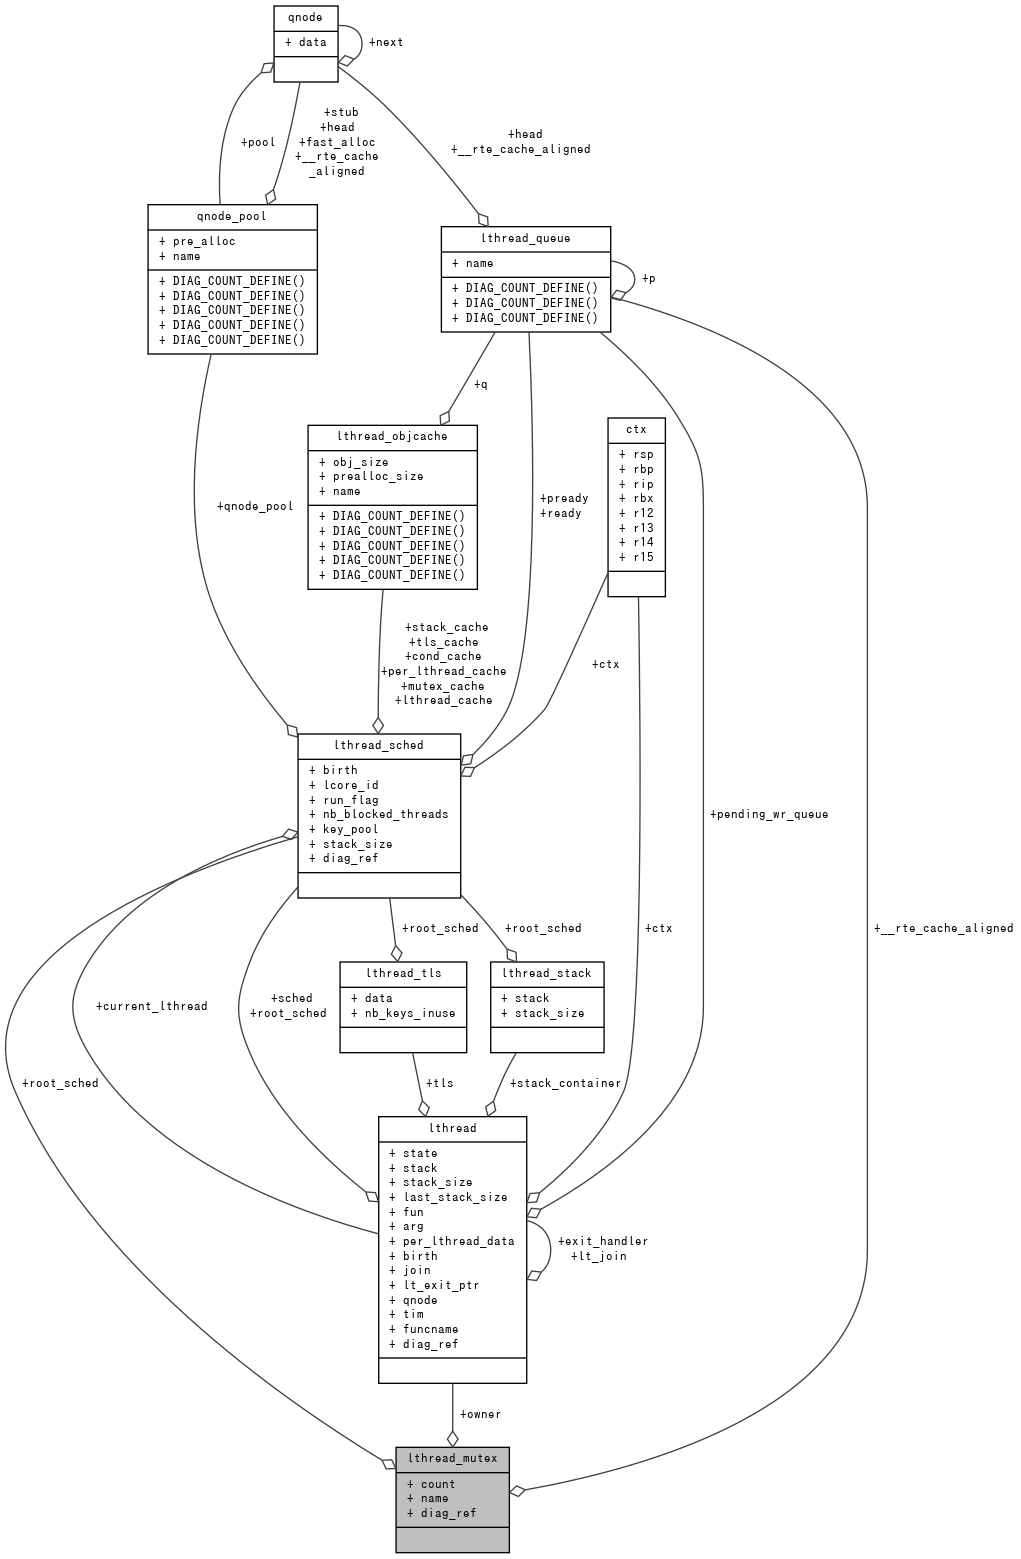 qnode
+ data
+next
+pool
+stub
+head
+fast_alloc
+__rte_cache
_aligned
+head
+__rte_cache_aligned
qnode_pool
+ pre_alloc
+ name
+ DIAG_COUNT_DEFINE()
+ DIAG_COUNT_DEFINE()
+ DIAG_COUNT_DEFINE()
+ DIAG_COUNT_DEFINE()
+ DIAG_COUNT_DEFINE()
lthread_queue
+ name
+ DIAG_COUNT_DEFINE()
+ DIAG_COUNT_DEFINE()
+ DIAG_COUNT_DEFINE()
+p
+q
lthread_objcache
+ obj_size
+ prealloc_size
+ name
+ DIAG_COUNT_DEFINE()
+ DIAG_COUNT_DEFINE()
+ DIAG_COUNT_DEFINE()
+ DIAG_COUNT_DEFINE()
+ DIAG_COUNT_DEFINE()
ctx
+ rsp
+ rbp
+ rip
+ rbx
+ r12
+ r13
+ r14
+ r15
+qnode_pool
+pready
+ready
+stack_cache
+tls_cache
+cond_cache
+per_lthread_cache
+mutex_cache
+lthread_cache
+ctx
lthread_sched
+ birth
+ lcore_id
+ run_flag
+ nb_blocked_threads
+ key_pool
+ stack_size
+ diag_ref
+pending_wr_queue
+root_sched
+root_sched
+ctx
+__rte_cache_aligned
lthread_tls
+ data
+ nb_keys_inuse
lthread_stack
+ stack
+ stack_size
+current_lthread
+sched
+root_sched
+root_sched
+tls
+stack_container
lthread
+ state
+ stack
+ stack_size
+ last_stack_size
+ fun
+ arg
+ per_lthread_data
+ birth
+ join
+ lt_exit_ptr
+ qnode
+ tim
+ funcname
+ diag_ref
+exit_handler
+lt_join
+owner
lthread_mutex
+ count
+ name
+ diag_ref